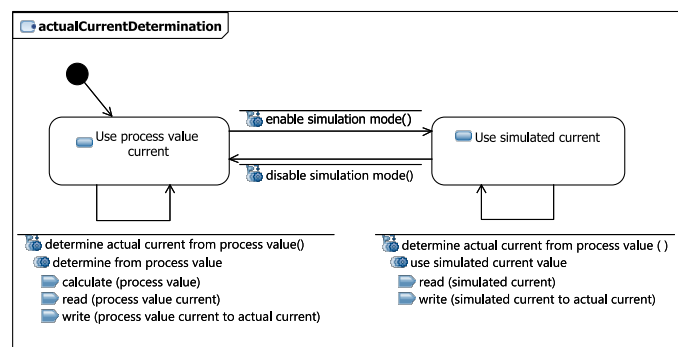 actualCurrentDetermination
enable simulation mode()
Use process value
current
Use simulated current
disable simulation mode()
determine actual current from process value()
determine from process value
calculate (process value)
read (process value current)
write (process value current to actual current)
determine actual current from process value ( )
use simulated current value
read (simulated current)
write (simulated current to actual current)